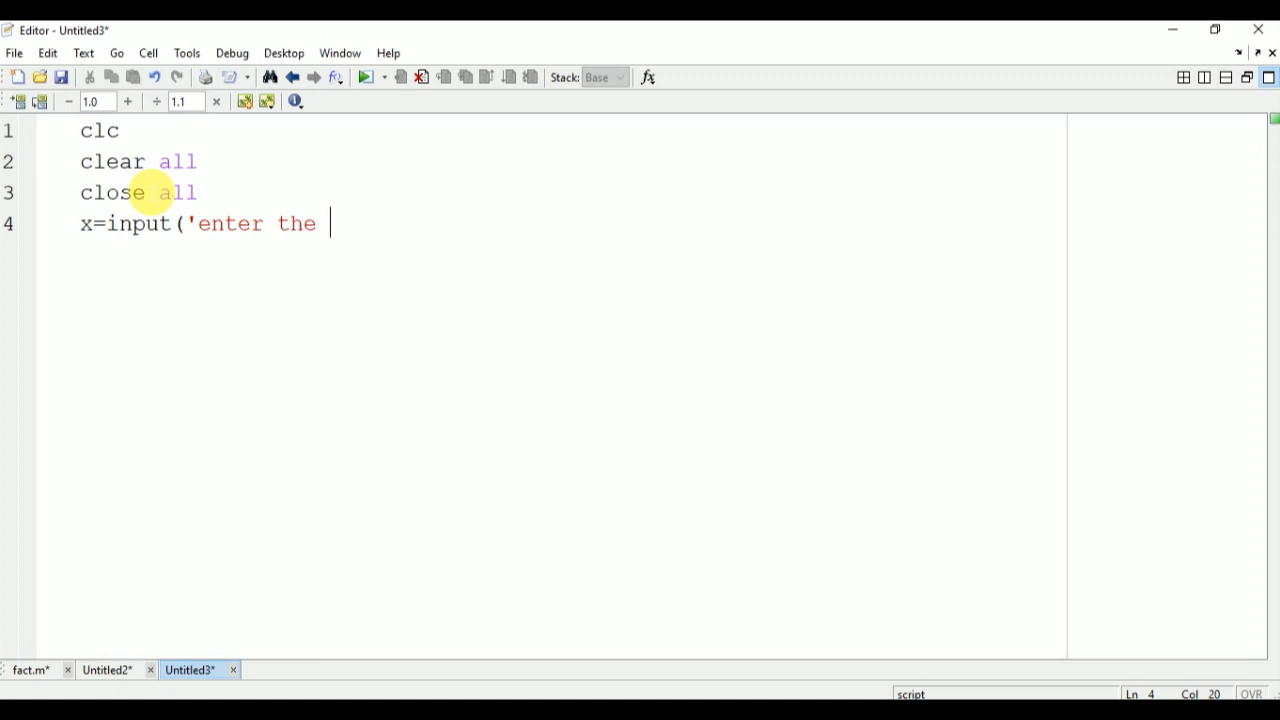 Editor - Untitled3*
File Edit Text Go Cell Tools Debug Desktop Window Help
Stack: Base fx
− 1.0 + ÷ 1.1 ×
1 clc
2 clear all
3 close all
4 x=input('enter the
fact.m* × Untitled2* × Untitled3* ×
script Ln 4 Col 20 OVR